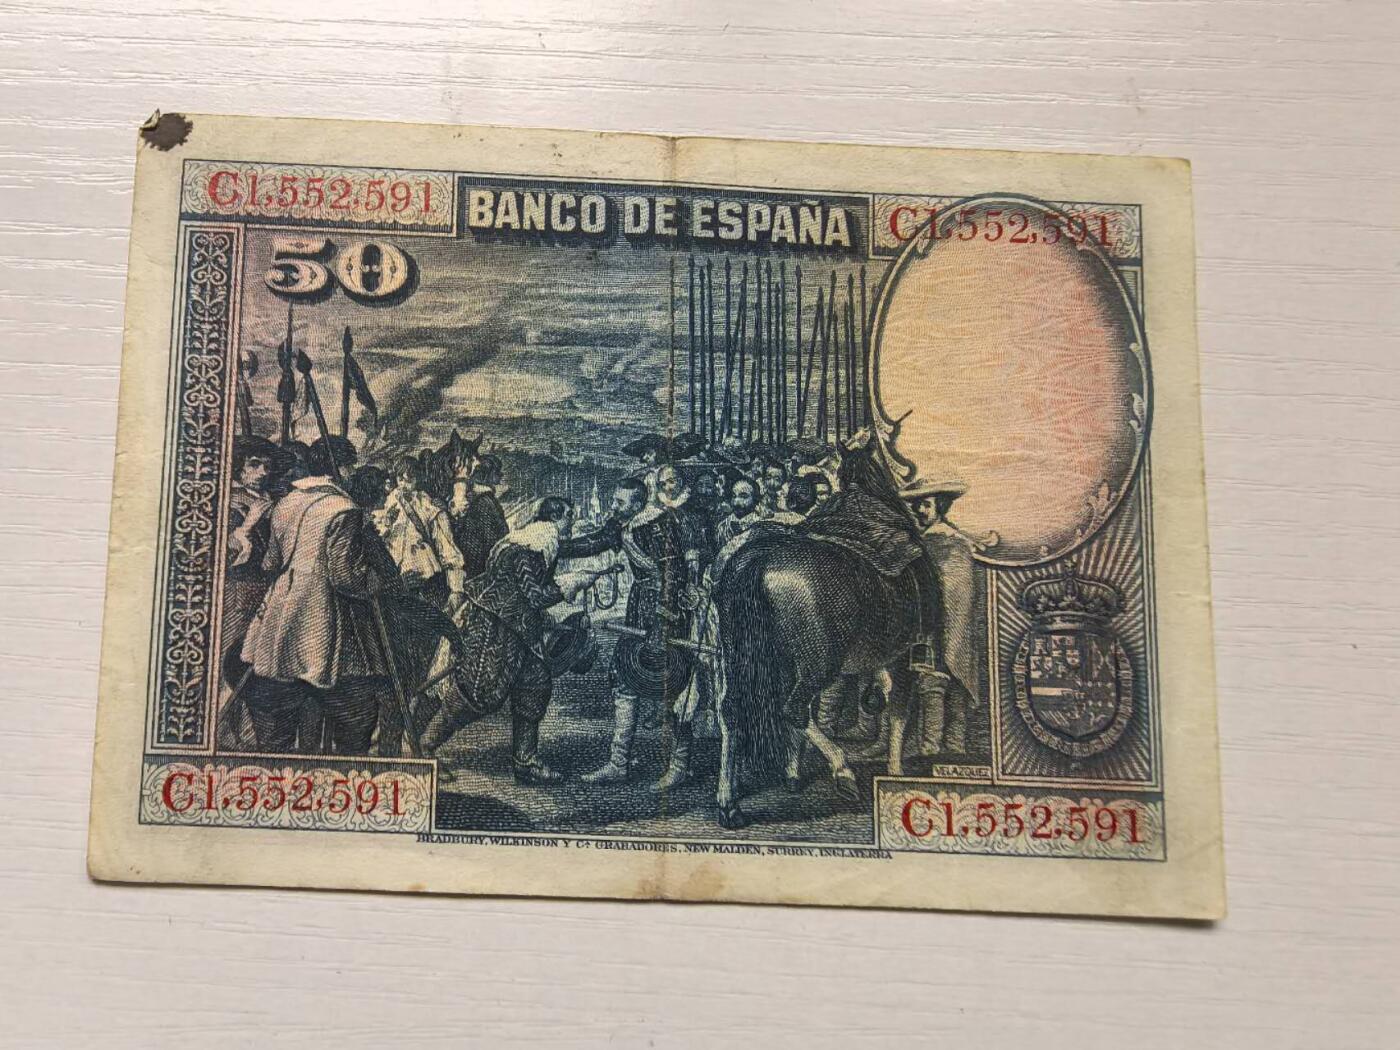 C1,552,591
BANCO DE ESPAÑA
C1,552,591
50
VELAZQUEZ
C1,552,591
C1,552,591
BRADBURY, WILKINSON Y Cª GRABADORES, NEW MALDEN, SURREY, INGLATERRA